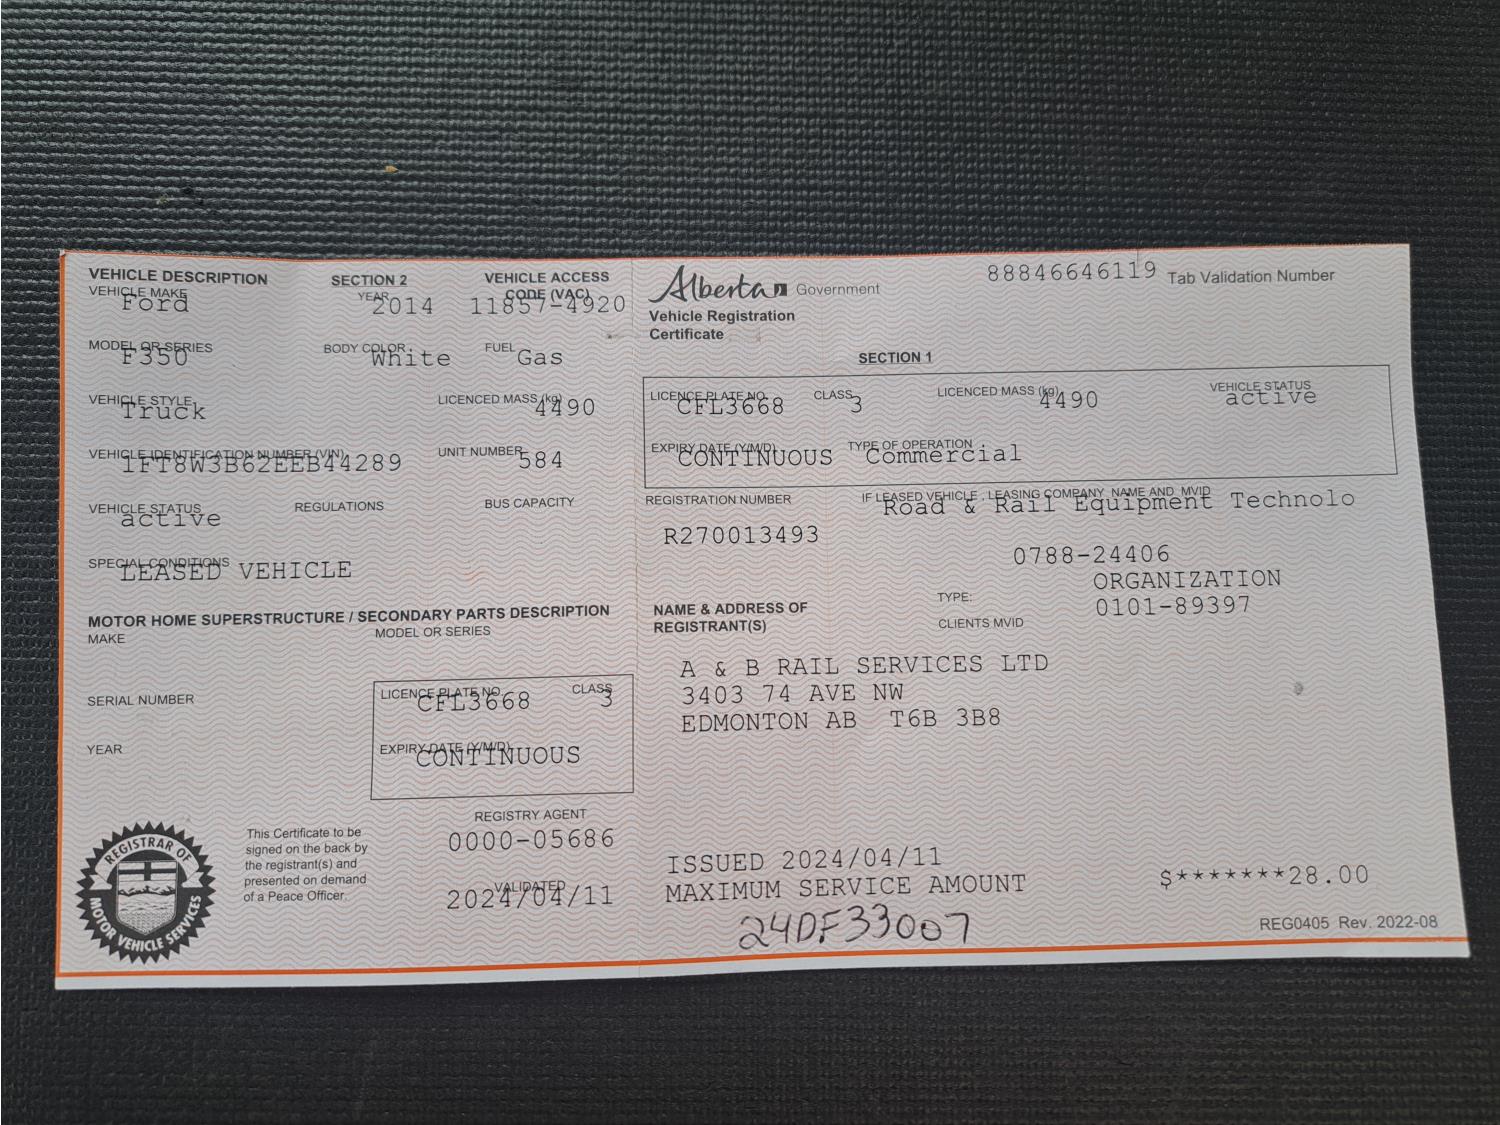 VEHICLE DESCRIPTION SECTION 2 VEHICLE ACCESS CODE (VAC)
VEHICLE MAKE YEAR
Ford 2014 11857-4920
MODEL OR SERIES BODY COLOR FUEL
F350 White Gas
VEHICLE STYLE LICENCED MASS (kg)
Truck 4490
VEHICLE IDENTIFICATION NUMBER (VIN) UNIT NUMBER
1FT8W3B62EEB44289 584
VEHICLE STATUS REGULATIONS BUS CAPACITY
active
SPECIAL CONDITIONS
LEASED VEHICLE
MOTOR HOME SUPERSTRUCTURE / SECONDARY PARTS DESCRIPTION
MAKE MODEL OR SERIES
SERIAL NUMBER
YEAR
LICENCE PLATE NO. CLASS
CFL3668 3
EXPIRY DATE (Y/M/D)
CONTINUOUS
REGISTRAR OF
MOTOR VEHICLE SERVICES
This Certificate to be
signed on the back by
the registrant(s) and
presented on demand
of a Peace Officer.
REGISTRY AGENT
0000-05686
VALIDATED
2024/04/11
Alberta Government
88846646119 Tab Validation Number
Vehicle Registration
Certificate
SECTION 1
LICENCE PLATE NO. CLASS LICENCED MASS (kg) VEHICLE STATUS
CFL3668 3 4490 active
EXPIRY DATE (Y/M/D) TYPE OF OPERATION
CONTINUOUS Commercial
REGISTRATION NUMBER IF LEASED VEHICLE, LEASING COMPANY NAME AND MVID
Road & Rail Equipment Technolo
R270013493
0788-24406
ORGANIZATION
TYPE:
0101-89397
CLIENTS MVID
NAME & ADDRESS OF
REGISTRANT(S)
A & B RAIL SERVICES LTD
3403 74 AVE NW
EDMONTON AB T6B 3B8
ISSUED 2024/04/11
MAXIMUM SERVICE AMOUNT $*******28.00
24DF33007
REG0405 Rev. 2022-08